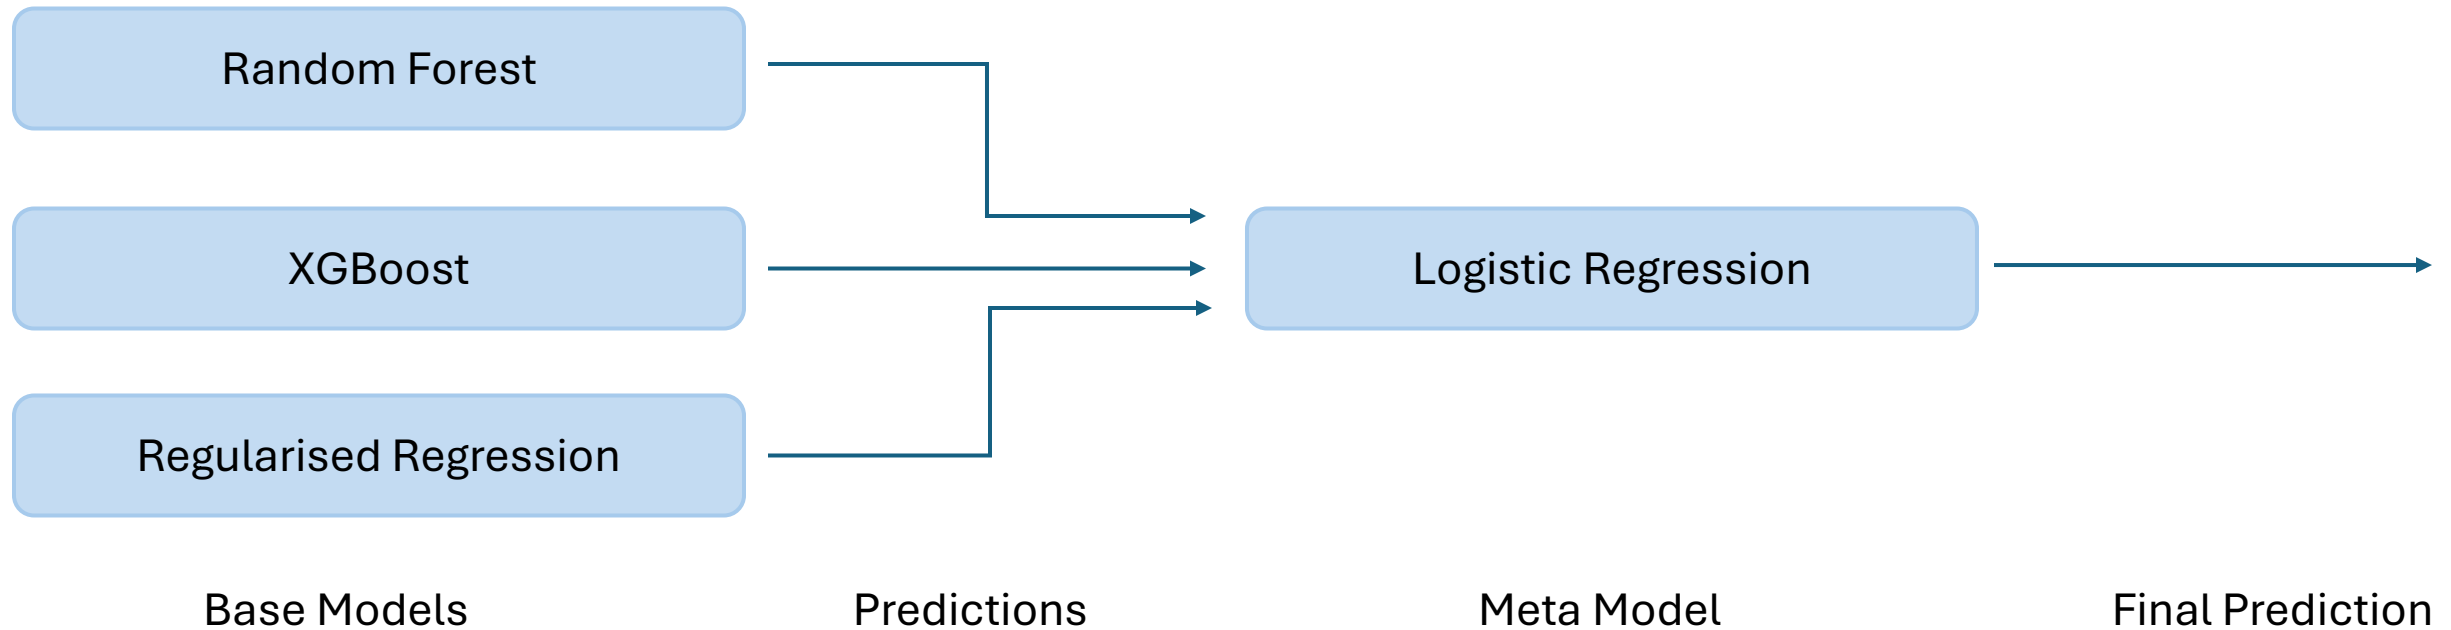 Random Forest
XGBoost
Logistic Regression
Regularised Regression
Base Models
Predictions
Meta Model
Final Prediction